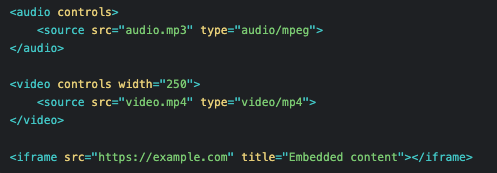 <audio controls>
    <source src="audio.mp3" type="audio/mpeg">
</audio>

<video controls width="250">
    <source src="video.mp4" type="video/mp4">
</video>

<iframe src="https://example.com" title="Embedded content"></iframe>